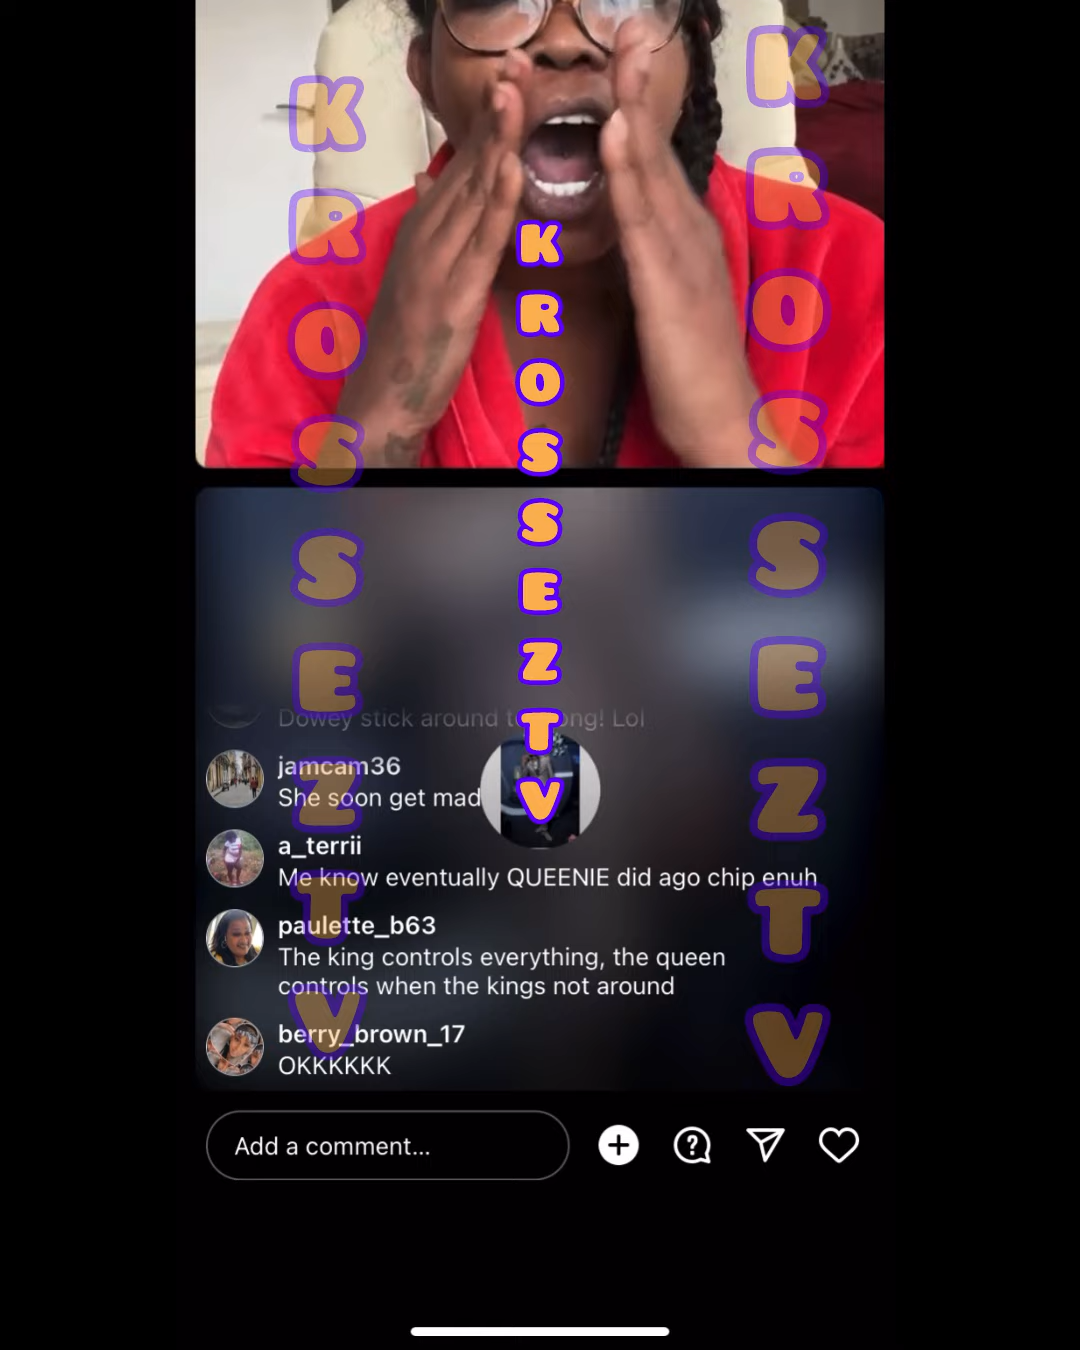 KROSSEZTV
KROSSEZTV
KROSSEZTV
Dowey stick around
Lol
jamcam36
She soon get mad
a_terrii
Me know eventually QUEENIE did ago chip enuh
paulette_b63
The king controls everything, the queen
controls when the kings not around
berry_brown_17
OKKKKKK
Add a comment...